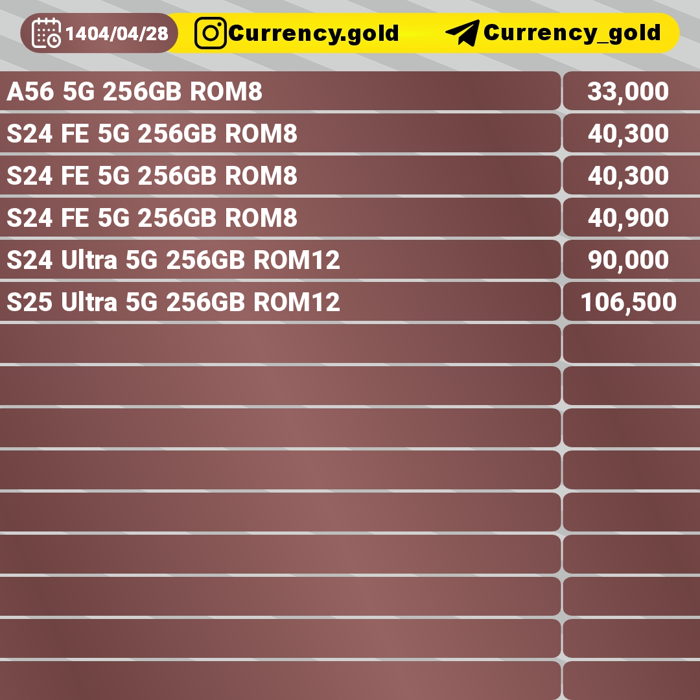 1404/04/28 Currency.gold Currency_gold
A56 5G 256GB ROM8 33,000
S24 FE 5G 256GB ROM8 40,300
S24 FE 5G 256GB ROM8 40,300
S24 FE 5G 256GB ROM8 40,900
S24 Ultra 5G 256GB ROM12 90,000
S25 Ultra 5G 256GB ROM12 106,500